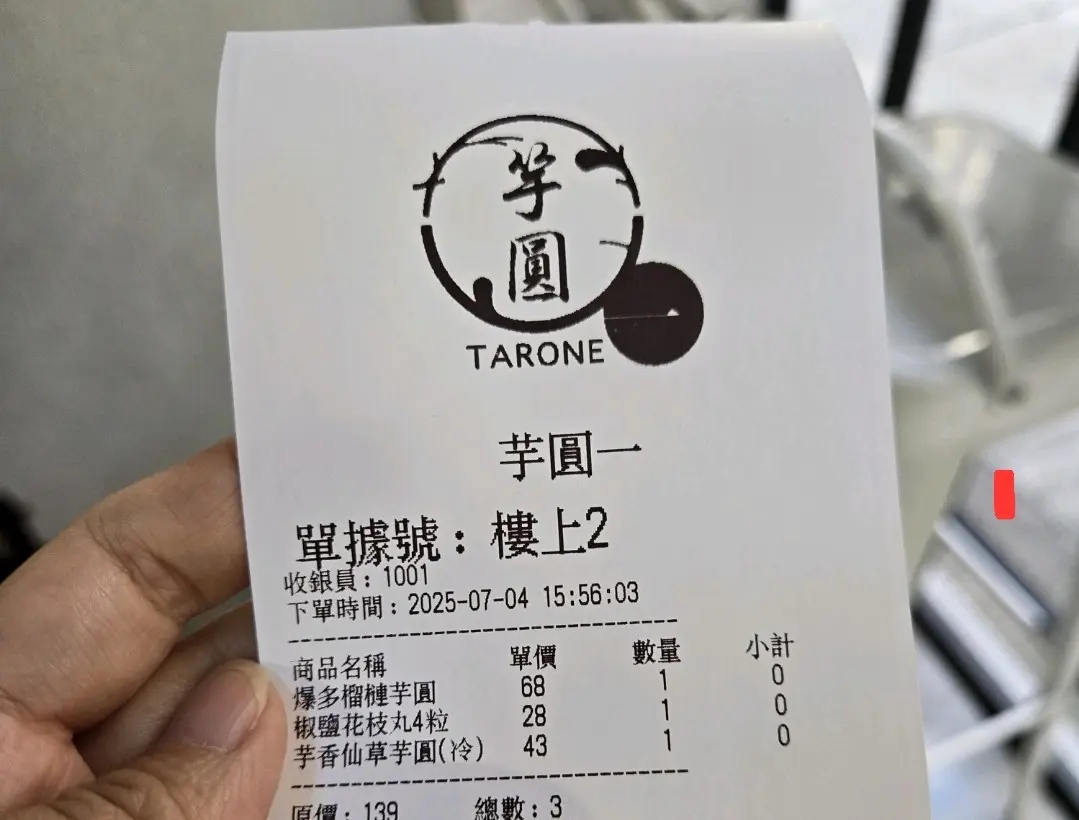 芋
圓
TARONE
芋圓一
單據號：樓上2
收銀員：1001
下單時間：2025-07-04 15:56:03
商品名稱 單價 數量 小計
爆多榴槤芋圓 68 1 0
椒鹽花枝丸4粒 28 1 0
芋香仙草芋圓(冷) 43 1 0
原價：139 總數：3